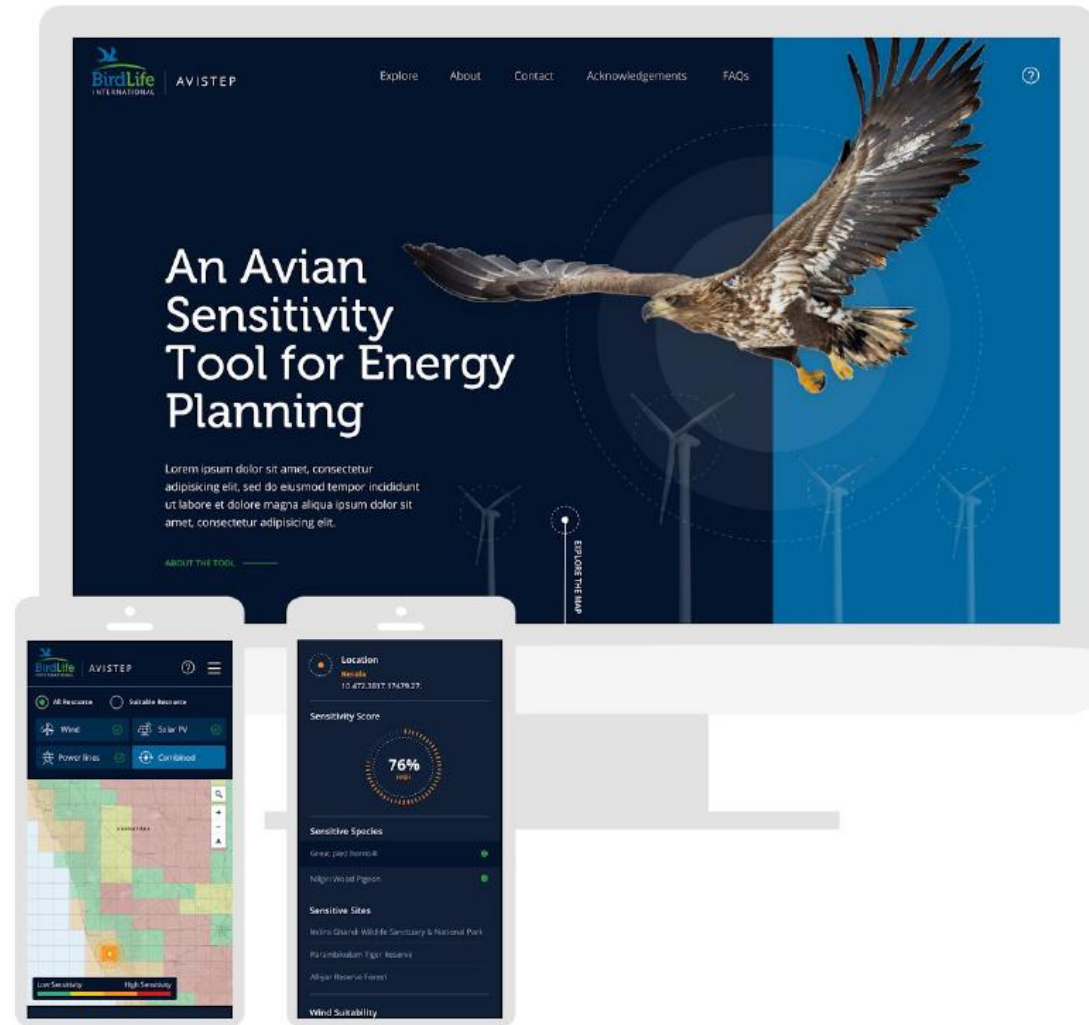 BirdLife
INTERNATIONAL
AVISTEP
Explore
About
Contact
Acknowledgements
FAQs
?
An Avian
Sensitivity
Tool for Energy
Planning
Lorem ipsum dolor sit amet, consectetur
adipisicing elit, sed do eiusmod tempor incididunt
ut labore et dolore magna aliqua ipsum dolor sit
amet, consectetur adipisicing elit.
ABOUT THE TOOL
EXPLORE THE MAP
BirdLife
INTERNATIONAL
AVISTEP
?
All Resource
Suitable Resource
Wind
Solar PV
Power lines
Combined
+
−
A
Low Sensitivity
High Sensitivity
Location
Kerala
Sensitivity Score
76%
HIGH
Sensitive Species
Great pied hornbill
Nilgiri Wood Pigeon
Sensitive Sites
Wildlife Sanctuary & National Park
Parambikulam Tiger Reserve
Aliyar Reserve Forest
Wind Suitability